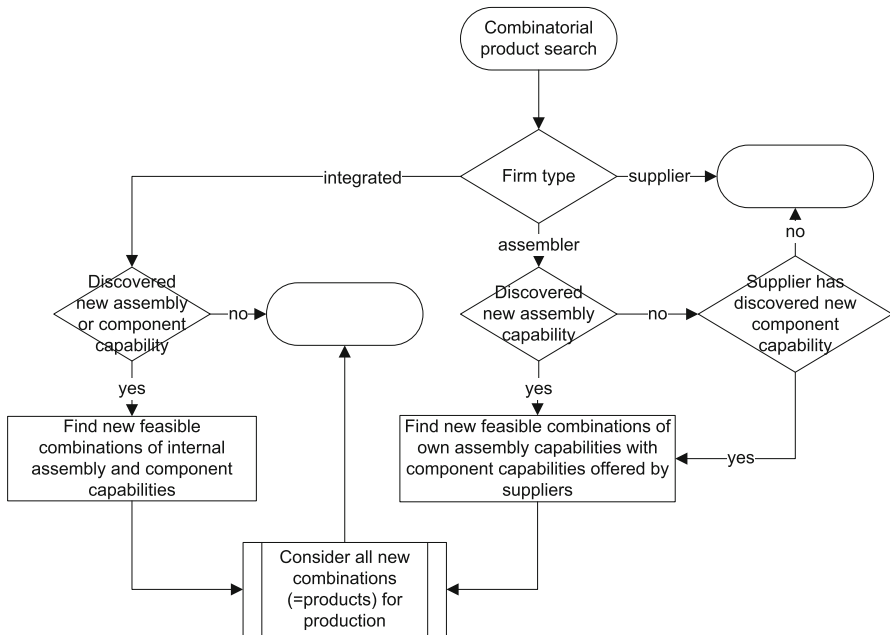 Combinatorial
product search
Firm type
integrated
supplier
assembler
no
Discovered
new assembly
or component
capability
no
Discovered
new assembly
capability
no
Supplier has
discovered new
component
capability
yes
yes
Find new feasible
combinations of internal
assembly and component
capabilities
Find new feasible combinations of
own assembly capabilities with
component capabilities offered by
suppliers
yes
Consider all new
combinations
(=products) for
production